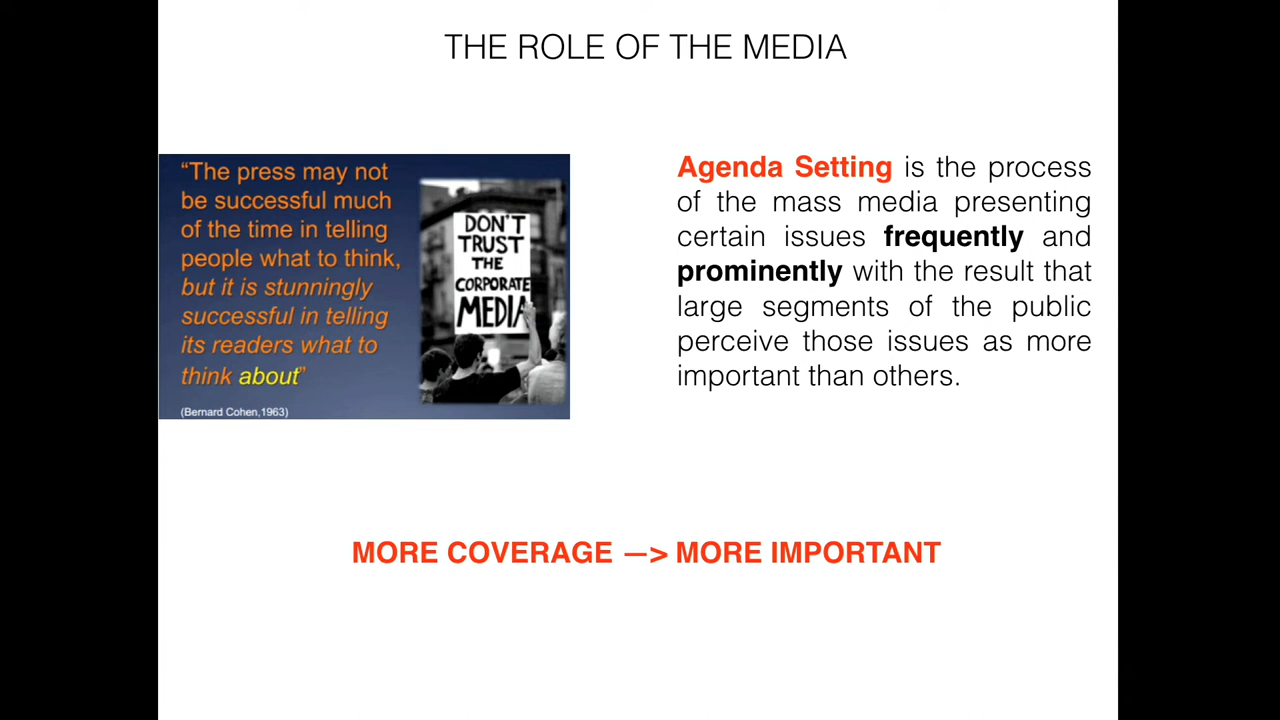 THE ROLE OF THE MEDIA
“The press may not
be successful much
of the time in telling
people what to think,
but it is stunningly
successful in telling
its readers what to
think about”
(Bernard Cohen,1963)
DON'T
TRUST
THE
CORPORATE
MEDIA
Agenda Setting is the process
of the mass media presenting
certain issues frequently and
prominently with the result that
large segments of the public
perceive those issues as more
important than others.
MORE COVERAGE —> MORE IMPORTANT